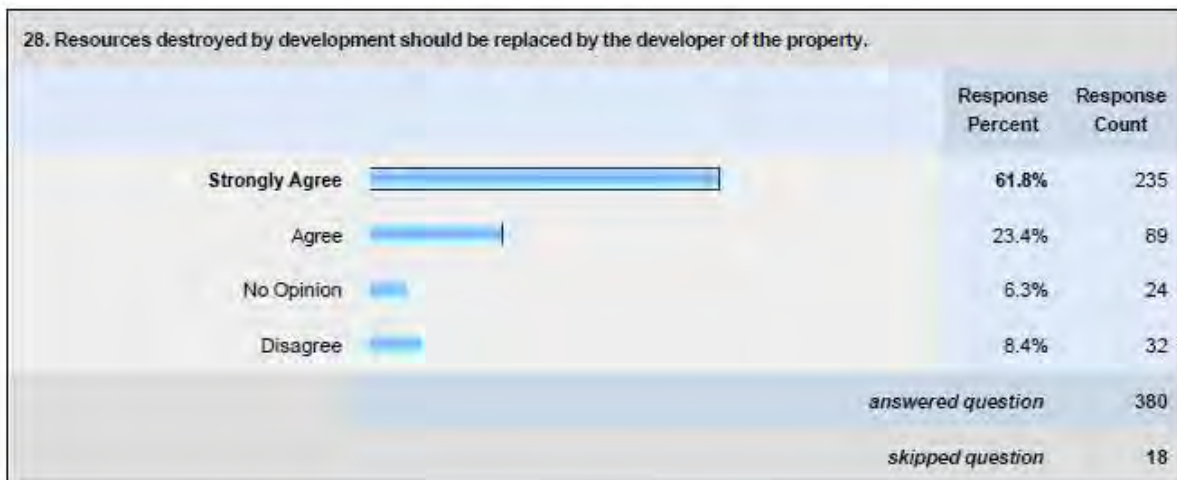 28. Resources destroyed by development should be replaced by the developer of the property.
Response Percent Response Count
Strongly Agree 61.8% 235
Agree 23.4% 89
No Opinion 6.3% 24
Disagree 8.4% 32
answered question 380
skipped question 18